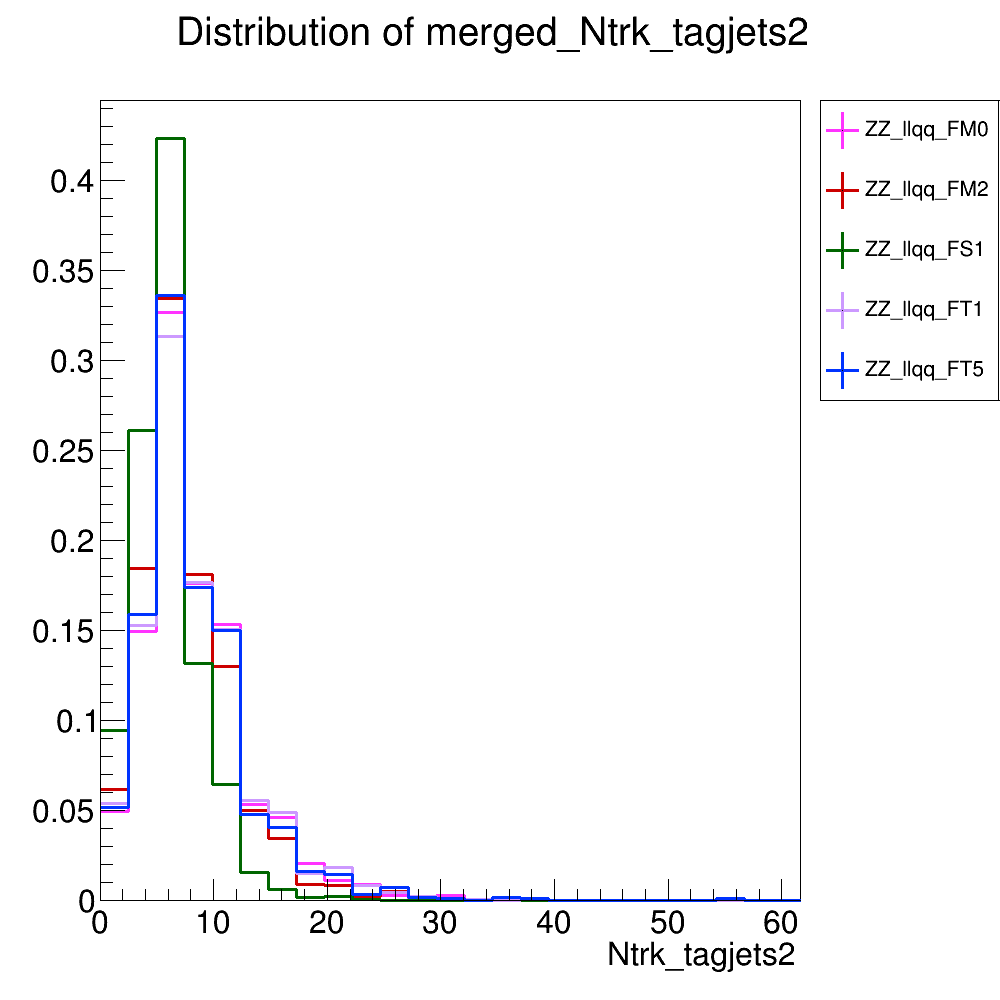 Distribution of merged_Ntrk_tagjets2
ZZ_llqq_FM0
ZZ_llqq_FM2
ZZ_llqq_FS1
ZZ_llqq_FT1
ZZ_llqq_FT5
0.4
0.35
0.3
0.25
0.2
0.15
0.1
0.05
0
0 10 20 30 40 50 60
Ntrk_tagjets2